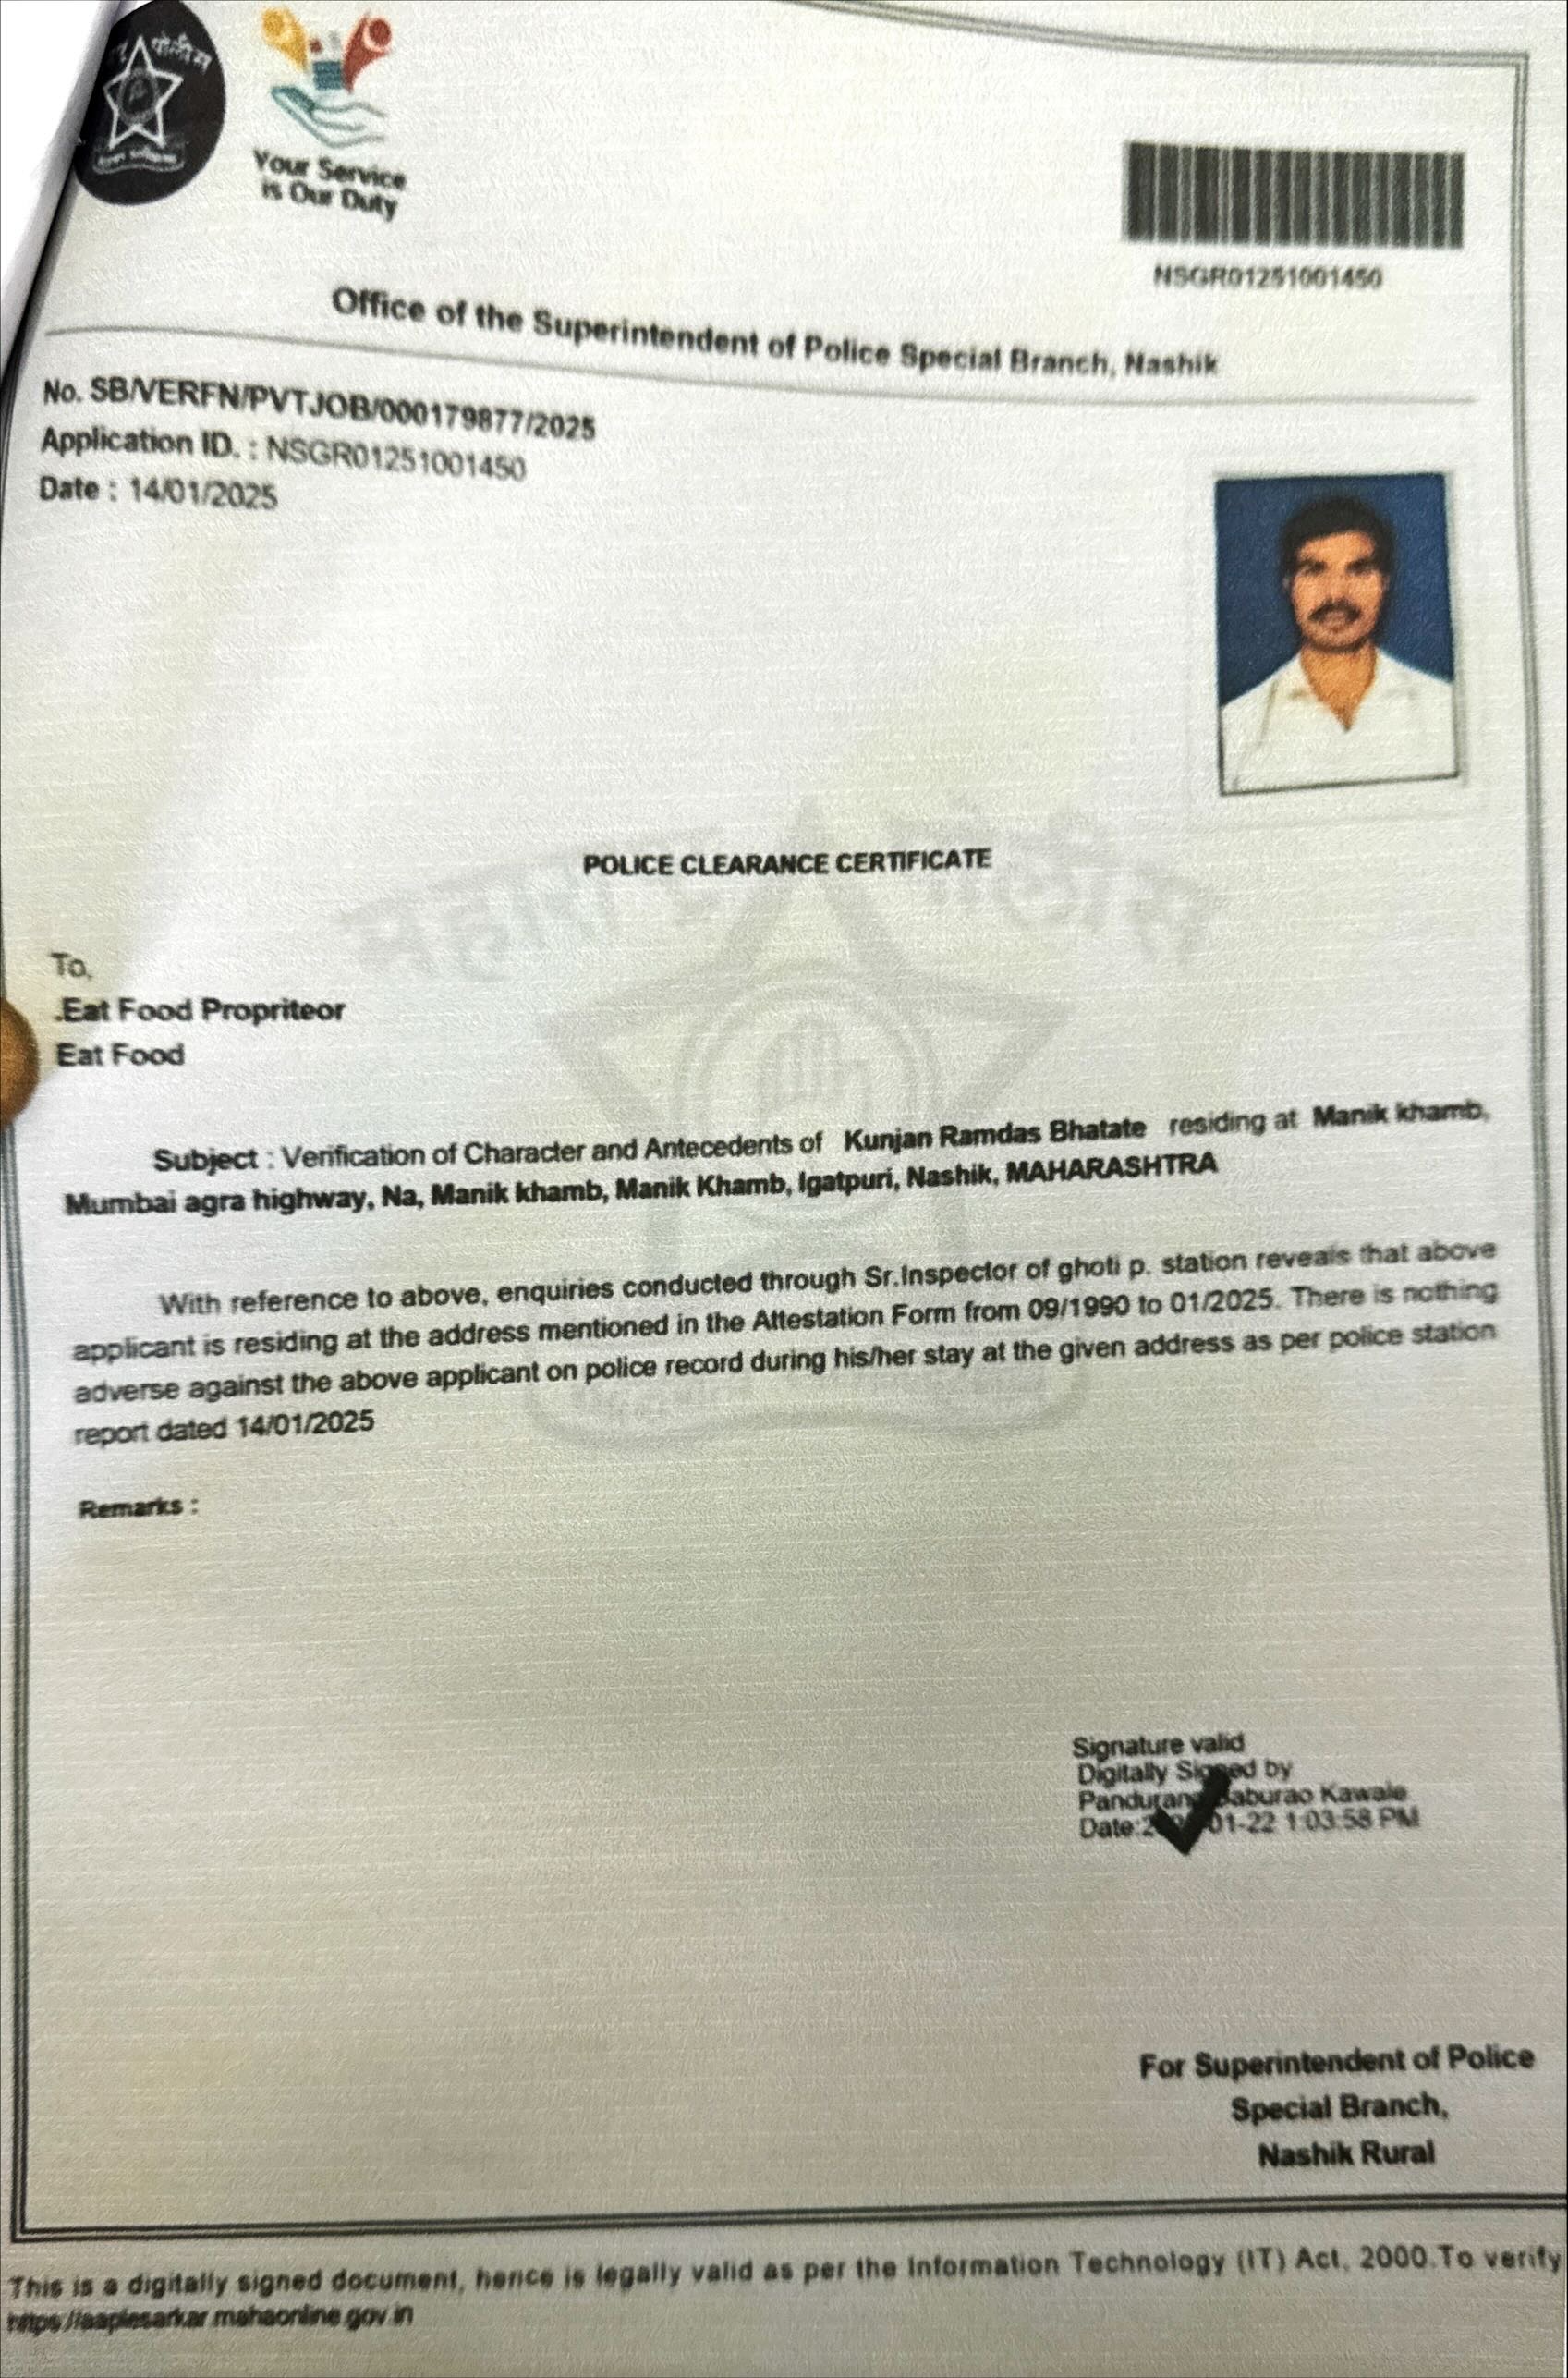 पोलीस
Your Service
is Our Duty
NSGR01251001450
Office of the Superintendent of Police Special Branch, Nashik
No. SB/VERFN/PVTJOB/000179877/2025
Application ID. : NSGR01251001450
Date : 14/01/2025
महाराष्ट्र पोलीस
POLICE CLEARANCE CERTIFICATE
To,
.Eat Food Propriteor
Eat Food
Subject : Verification of Character and Antecedents of Kunjan Ramdas Bhatate residing at Manik khamb,
Mumbai agra highway, Na, Manik khamb, Manik Khamb, Igatpuri, Nashik, MAHARASHTRA
With reference to above, enquiries conducted through Sr.Inspector of ghoti p. station reveals that above
applicant is residing at the address mentioned in the Attestation Form from 09/1990 to 01/2025. There is nothing
adverse against the above applicant on police record during his/her stay at the given address as per police station
report dated 14/01/2025
Remarks :
Signature valid
Digitally Signed by
Pandurang Baburao Kawale
Date: 01-22 1:03:58 PM
For Superintendent of Police
Special Branch,
Nashik Rural
This is a digitally signed document, hence is legally valid as per the Information Technology (IT) Act, 2000.To verify
https://aaplesarkar.mahaonline.gov.in